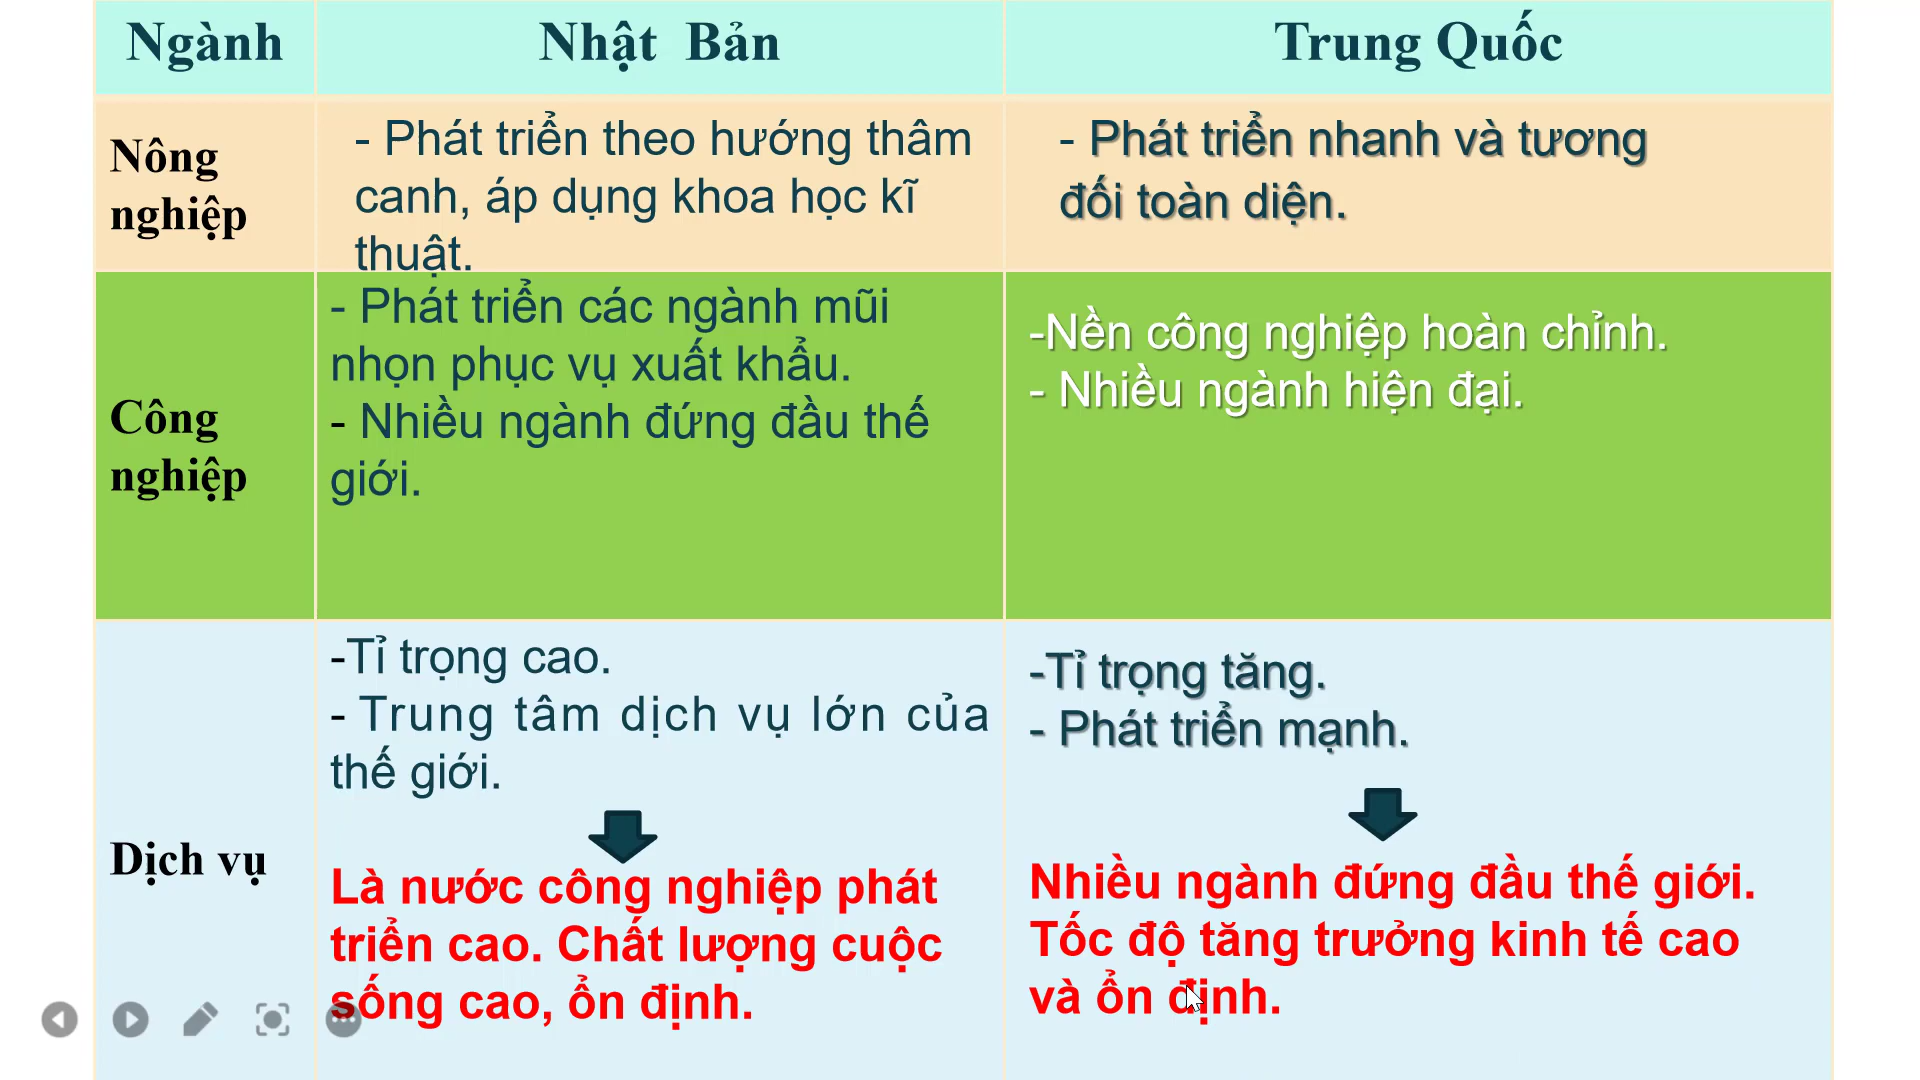 Ngành
Nhật Bản
Trung Quốc
Nông
nghiệp
- Phát triển theo hướng thâm
canh, áp dụng khoa học kĩ
thuật.
- Phát triển nhanh và tương
đối toàn diện.
Công
nghiệp
- Phát triển các ngành mũi
nhọn phục vụ xuất khẩu.
- Nhiều ngành đứng đầu thế
giới.
-Nền công nghiệp hoàn chỉnh.
- Nhiều ngành hiện đại.
Dịch vụ
-Tỉ trọng cao.
- Trung tâm dịch vụ lớn của
thế giới.
Là nước công nghiệp phát
triển cao. Chất lượng cuộc
sống cao, ổn định.
-Tỉ trọng tăng.
- Phát triển mạnh.
Nhiều ngành đứng đầu thế giới.
Tốc độ tăng trưởng kinh tế cao
và ổn định.